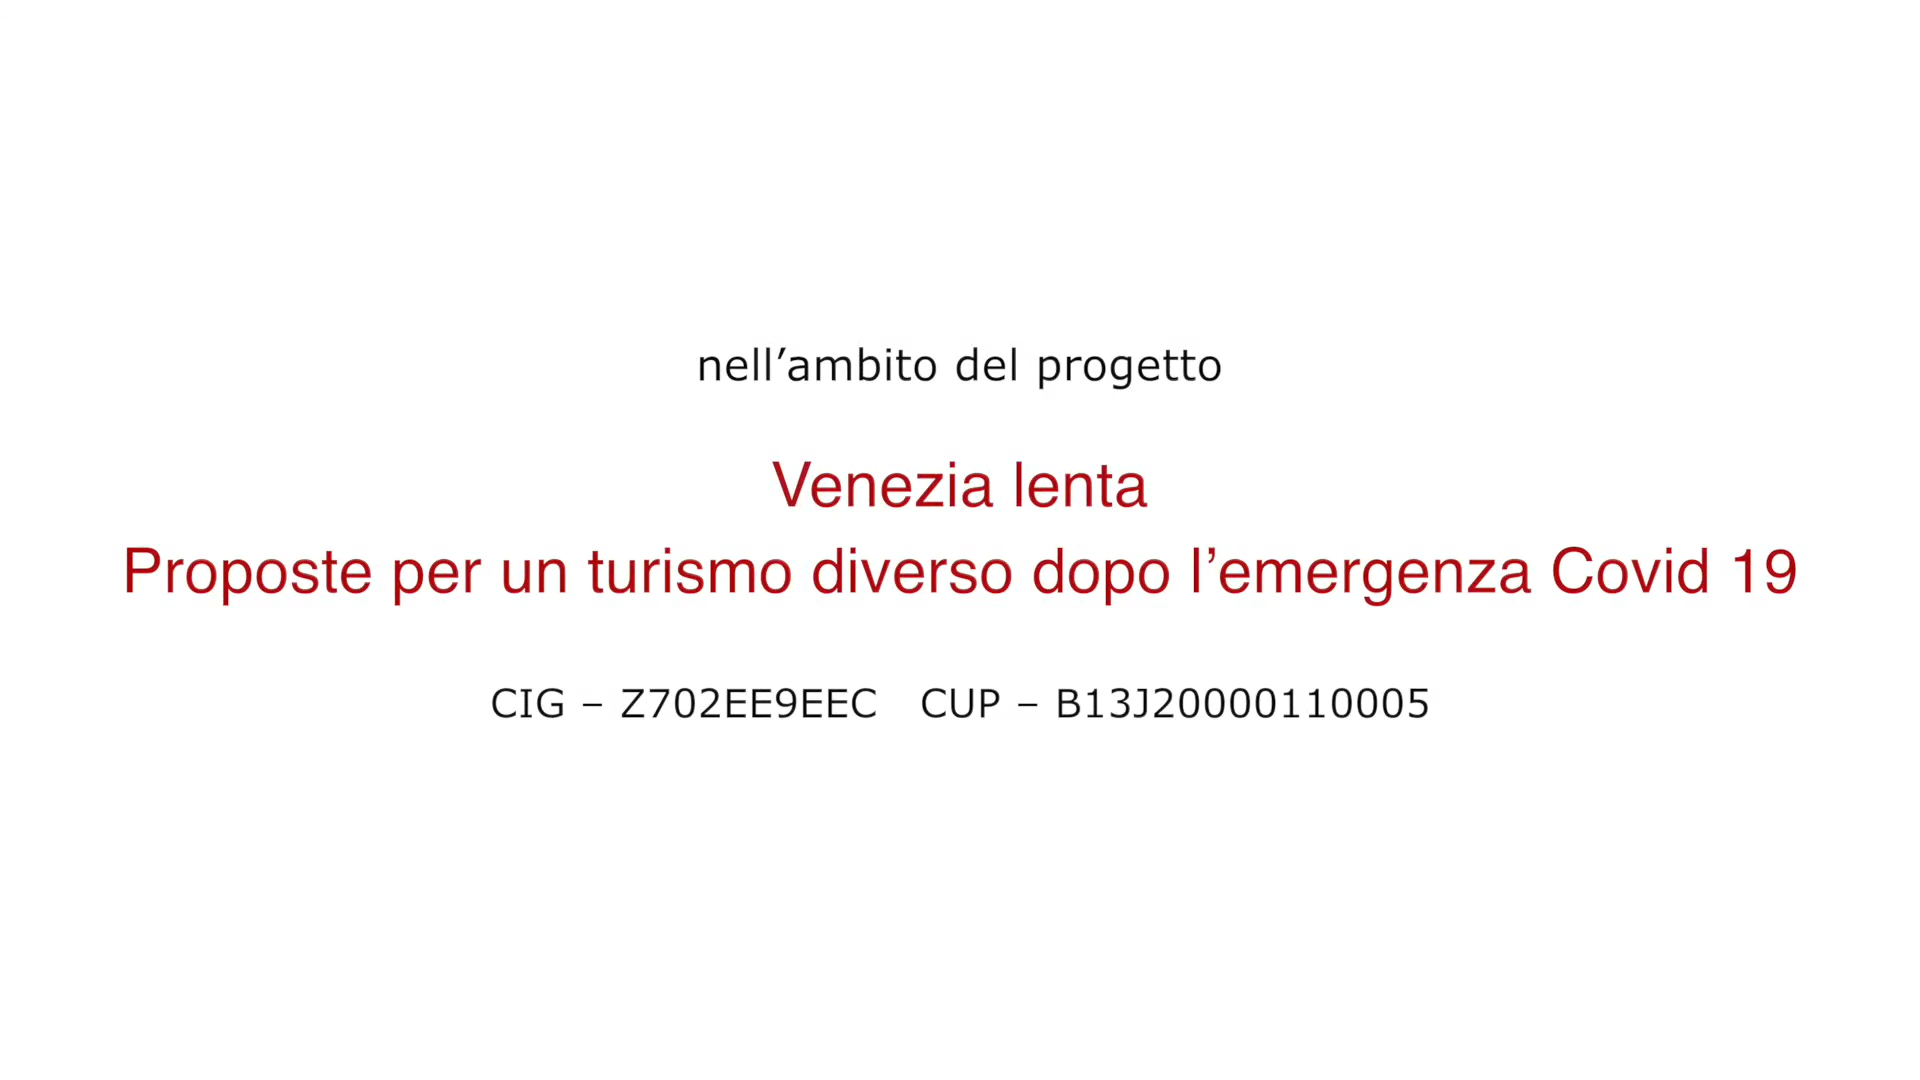 nell’ambito del progetto
Venezia lenta
Proposte per un turismo diverso dopo l’emergenza Covid 19
CIG – Z702EE9EEC CUP – B13J20000110005